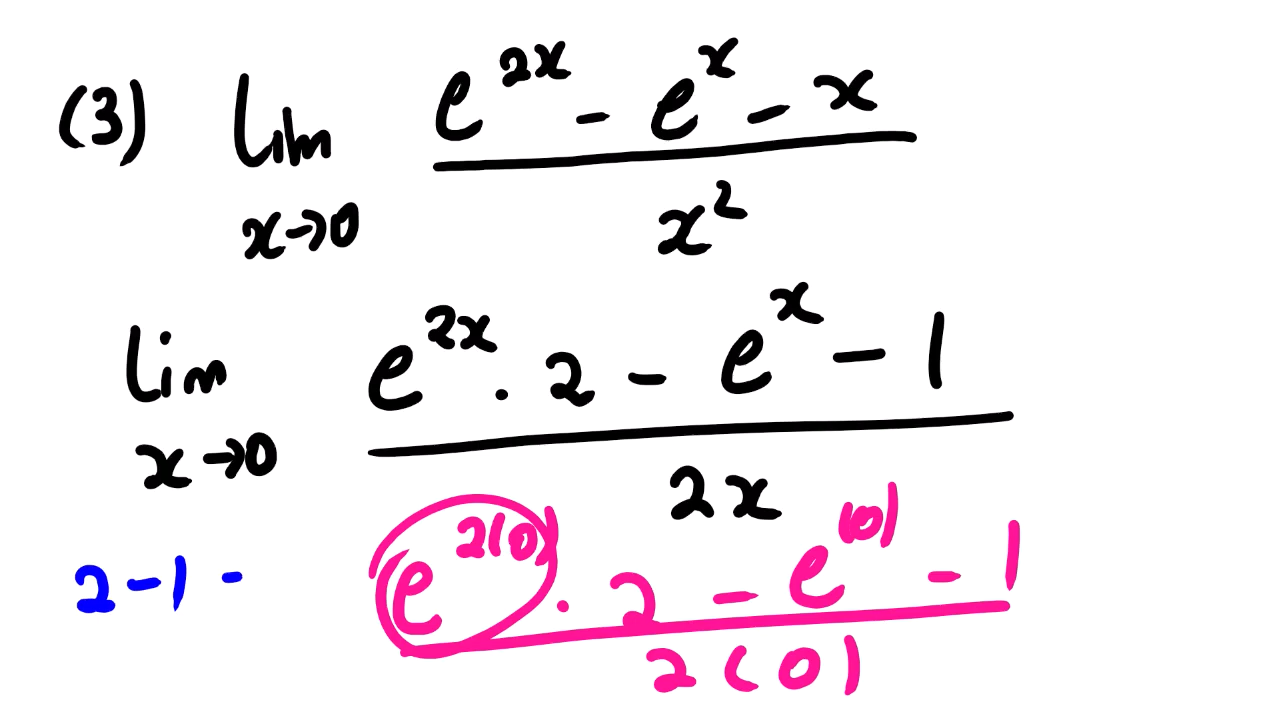 (3) lim x→0 (e^{2x} - e^x - x) / x^2
lim x→0 (e^{2x} . 2 - e^x - 1) / 2x
2 - 1 -
(e^{2(0)} . 2 - e^{(0)} - 1) / 2(0)